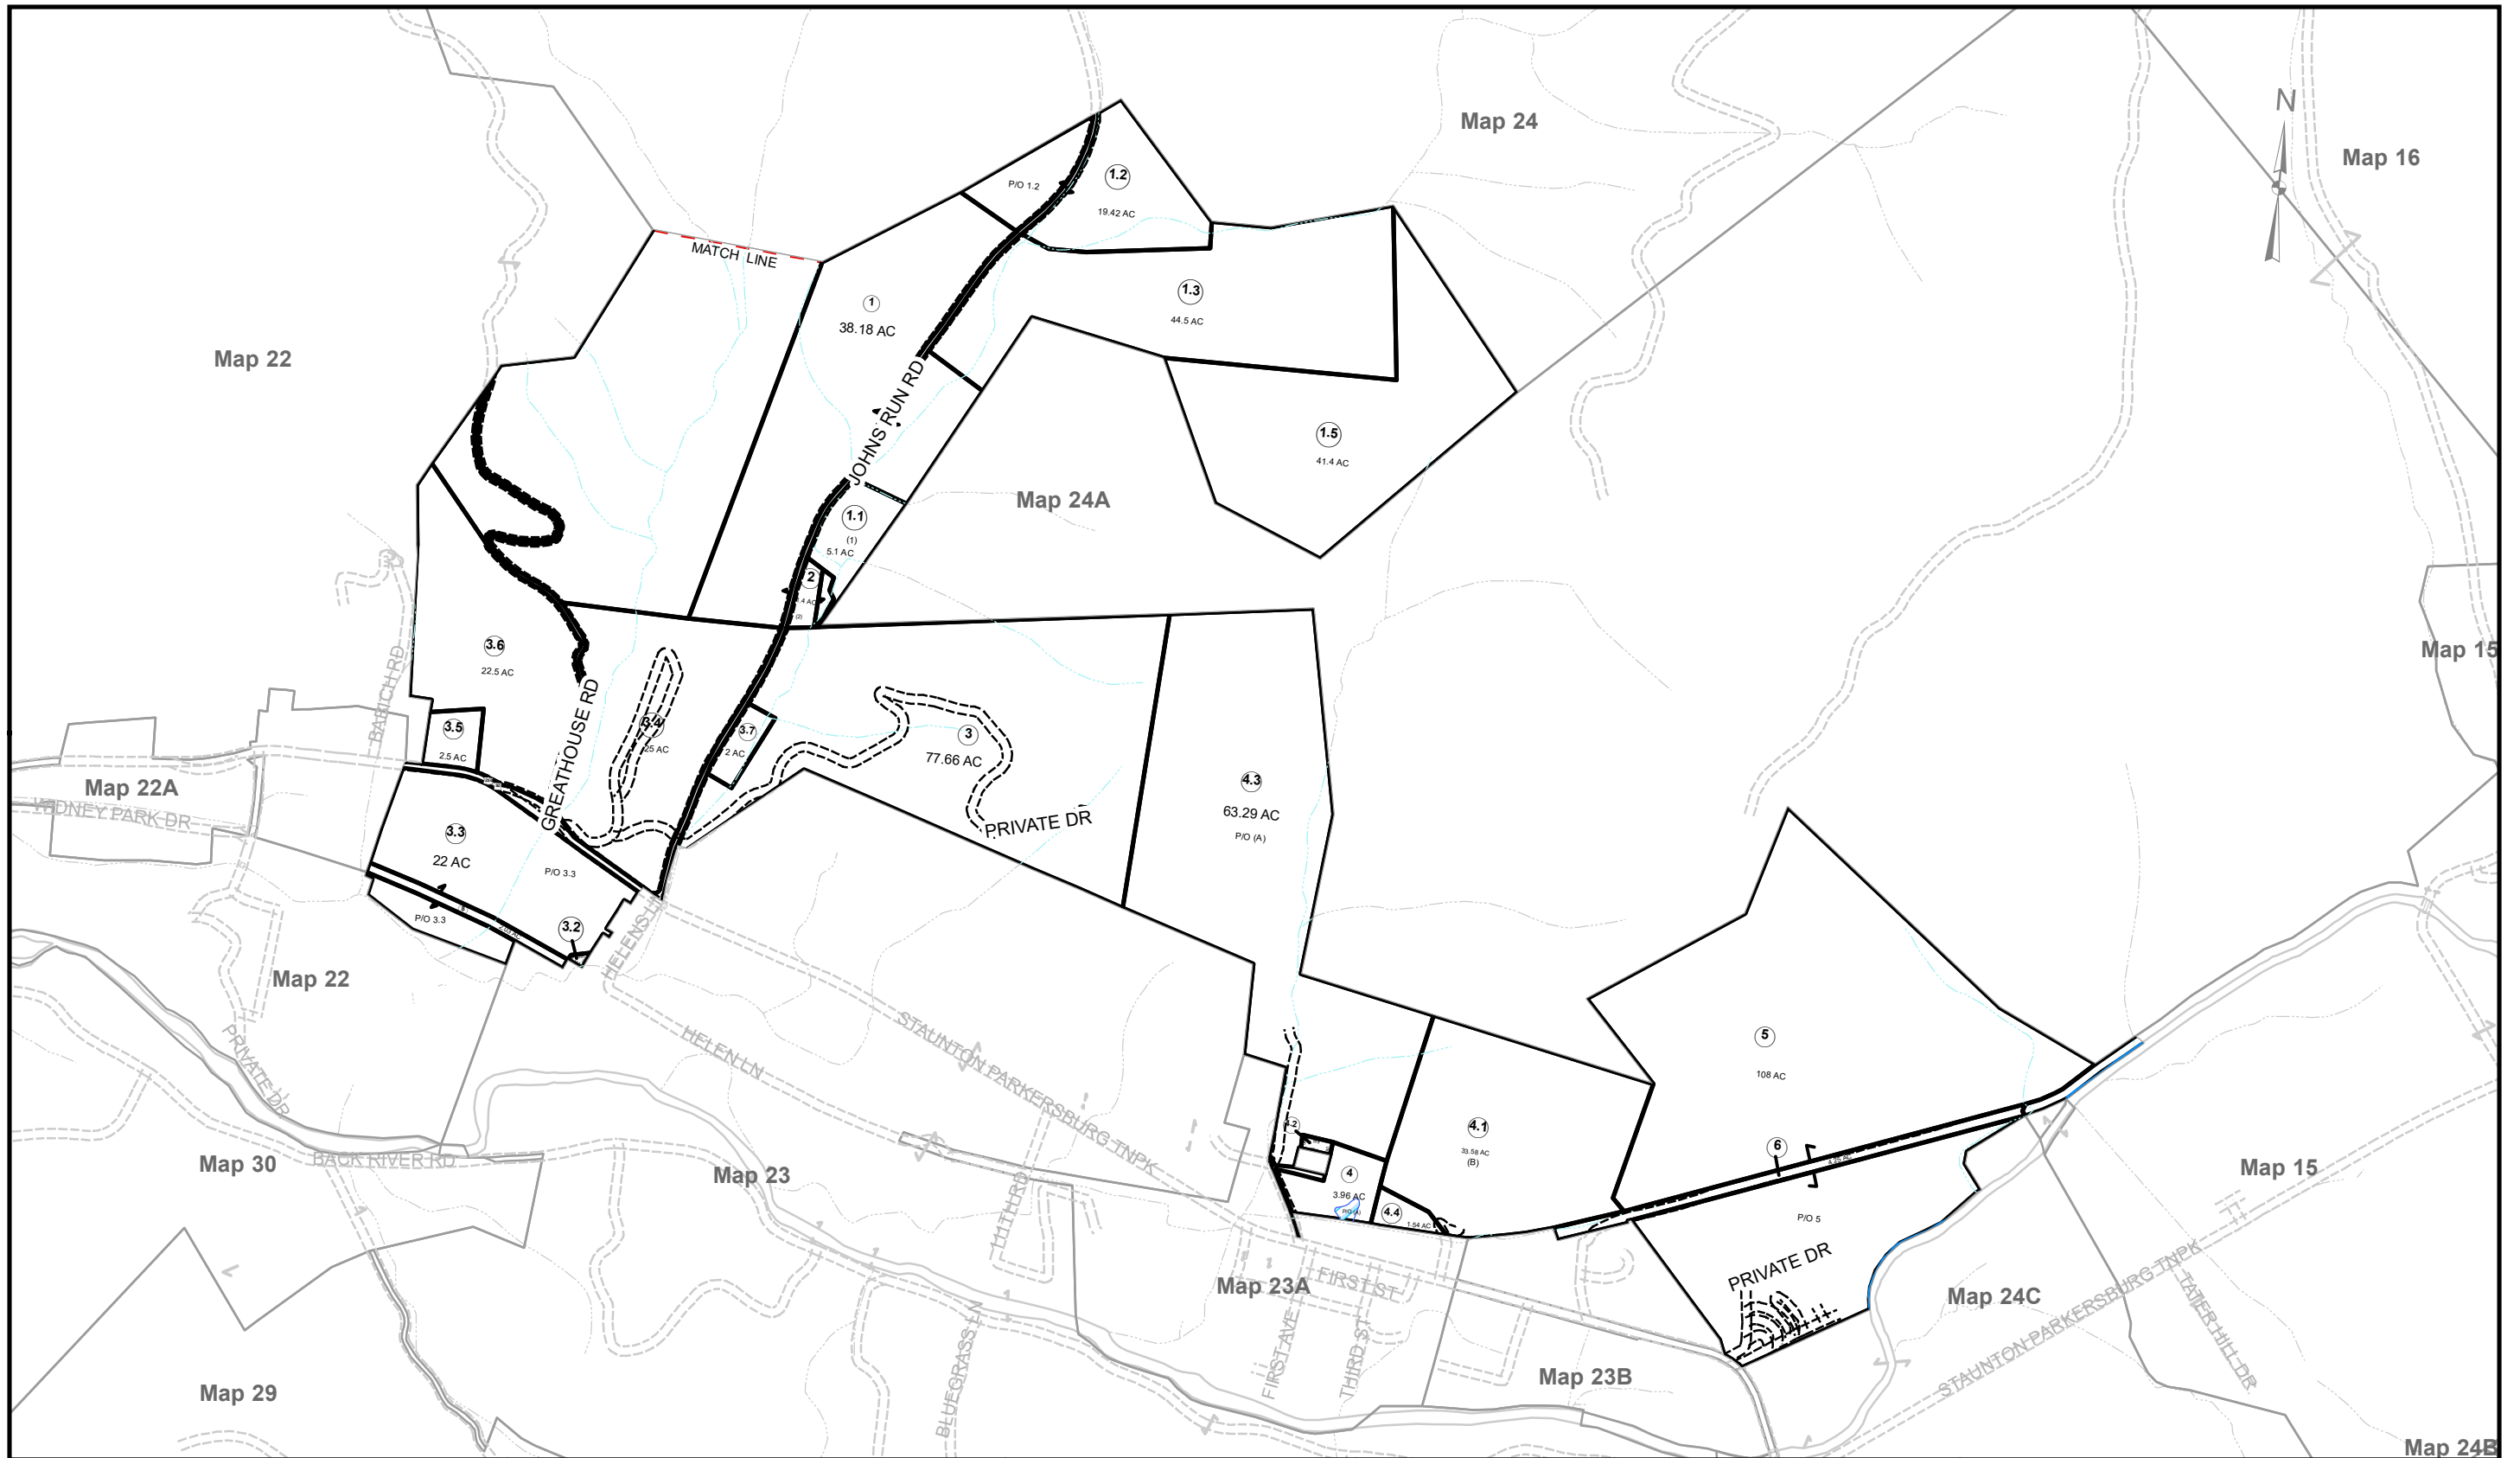 Map 24
N
Map 16
P/O 1.2
1.2
19.42 AC
MATCH LINE
1
38.18 AC
1.3
44.5 AC
Map 22
JOHNS RUN RD
1.5
41.4 AC
Map 24A
1.1
(1)
5.1 AC
2
(2)
3.6
22.5 AC
BABICH RD
GREATHOUSE RD
Map 15
3.5
2.5 AC
3.4
25 AC
3.7
2 AC
3
77.66 AC
PRIVATE DR
4.3
63.29 AC
P/O (A)
Map 22A
3.3
22 AC
P/O 3.3
P/O 3.3
3.2
HELENS
Map 22
PRIVATE DR
HELEN LN
STAUNTON PARKERSBURG TNPK
5
108 AC
4.1
33.58 AC
(B)
4
3.96 AC
4.4
1.54 AC
6
P/O 5
Map 30
BACK RIVER RD
Map 23
Map 15
PRIVATE DR
Map 23A
FIRST ST
FIRST AVE
THIRD ST
Map 24C
STAUNTON PARKERSBURG TNPK
TATER HILL DR
BLUEGRASS LN
Map 23B
Map 29
Map 24B